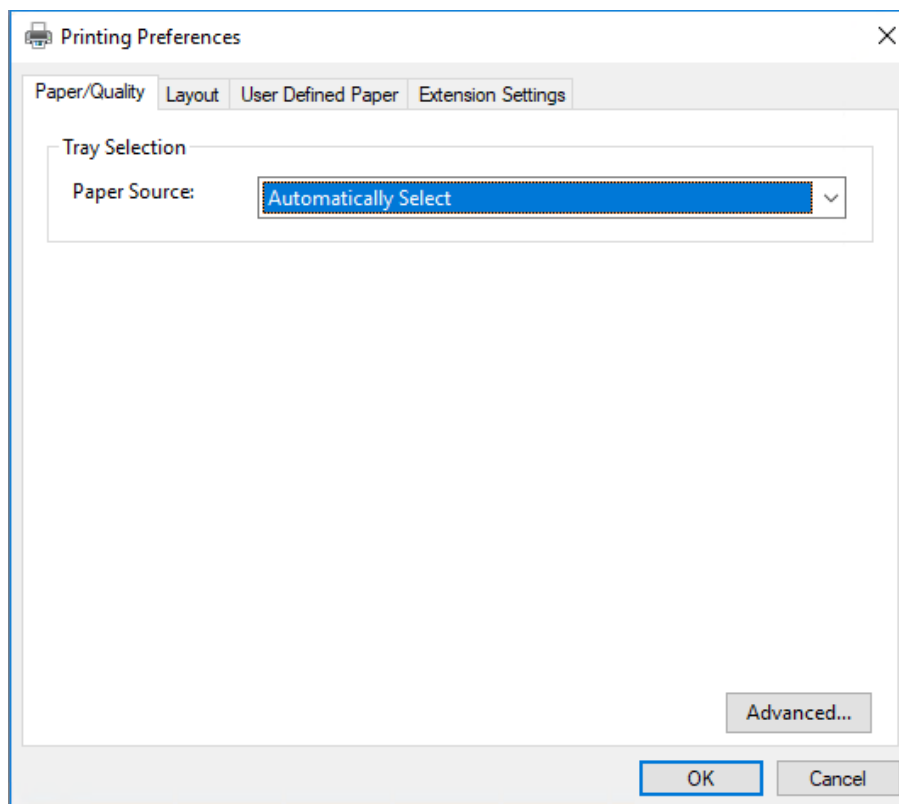 Printing Preferences
Paper/Quality Layout User Defined Paper Extension Settings
Tray Selection
Paper Source: Automatically Select
Advanced...
OK Cancel